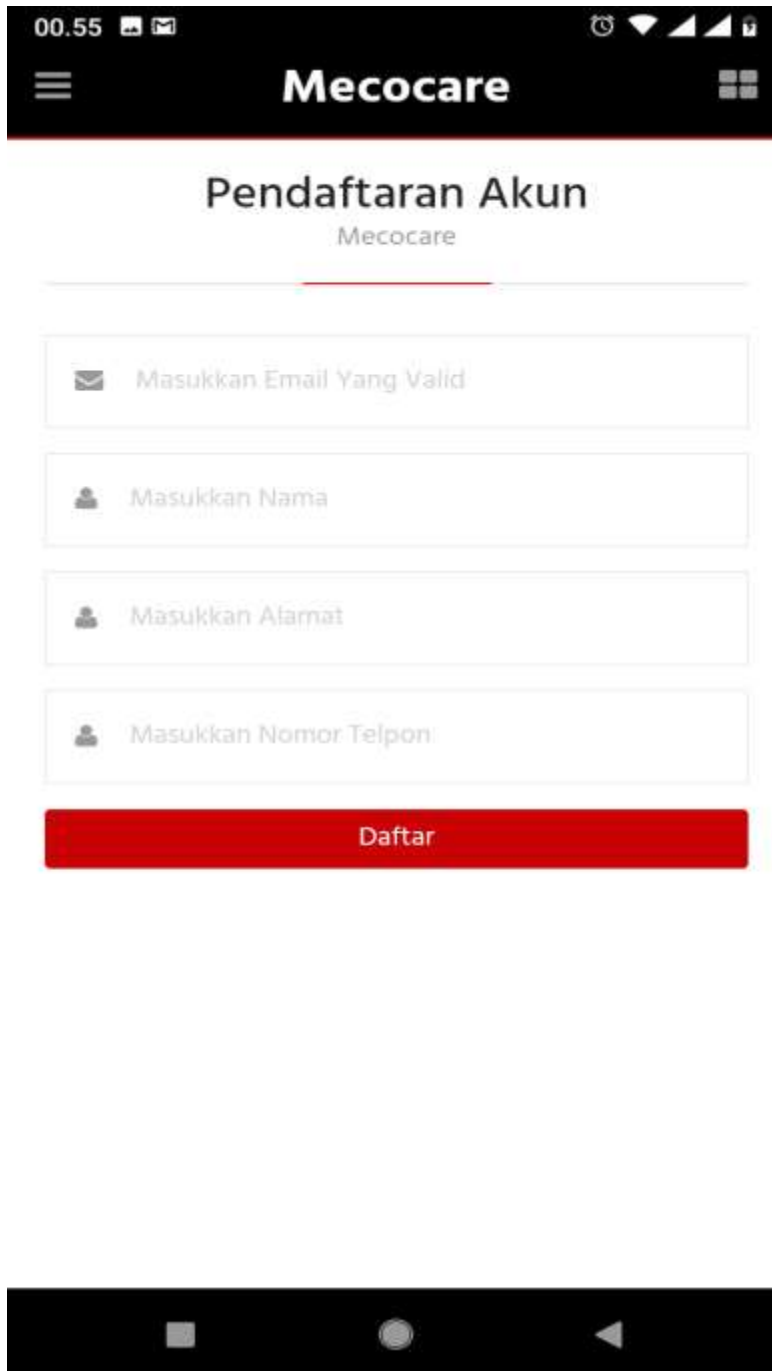 00.55
Mecocare
Pendaftaran Akun
Mecocare
Masukkan Email Yang Valid
Masukkan Nama
Masukkan Alamat
Masukkan Nomor Telpon
Daftar